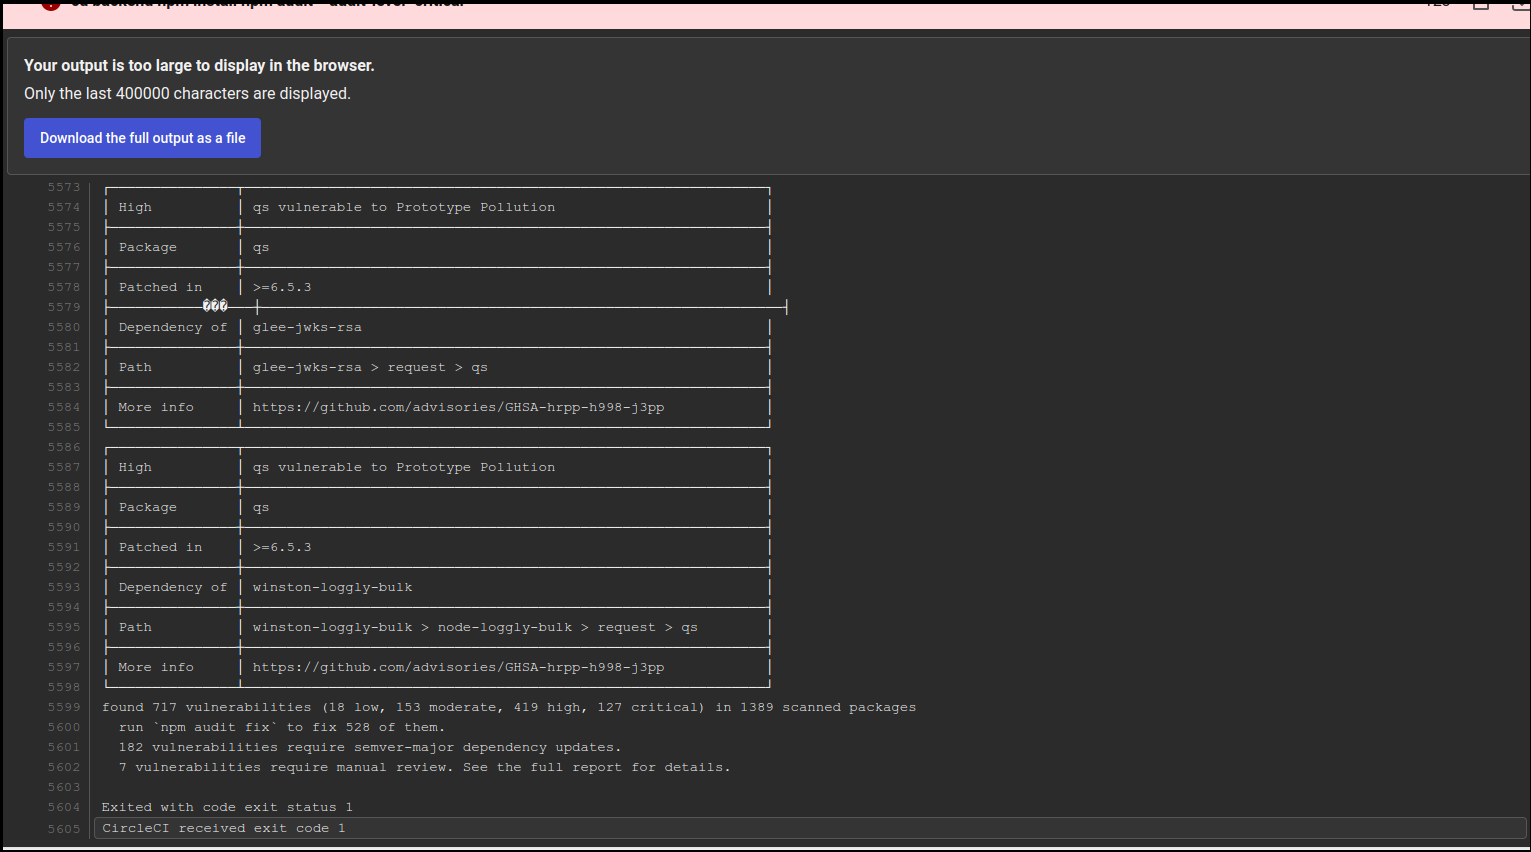 Your output is too large to display in the browser.
Only the last 400000 characters are displayed.
Download the full output as a file
5573
5574 High qs vulnerable to Prototype Pollution
5575
5576 Package qs
5577
5578 Patched in >=6.5.3
5579 ���
5580 Dependency of glee-jwks-rsa
5581
5582 Path glee-jwks-rsa > request > qs
5583
5584 More info https://github.com/advisories/GHSA-hrpp-h998-j3pp
5585
5586
5587 High qs vulnerable to Prototype Pollution
5588
5589 Package qs
5590
5591 Patched in >=6.5.3
5592
5593 Dependency of winston-loggly-bulk
5594
5595 Path winston-loggly-bulk > node-loggly-bulk > request > qs
5596
5597 More info https://github.com/advisories/GHSA-hrpp-h998-j3pp
5598
5599 found 717 vulnerabilities (18 low, 153 moderate, 419 high, 127 critical) in 1389 scanned packages
5600 run `npm audit fix` to fix 528 of them.
5601 182 vulnerabilities require semver-major dependency updates.
5602 7 vulnerabilities require manual review. See the full report for details.
5603
5604 Exited with code exit status 1
5605 CircleCI received exit code 1